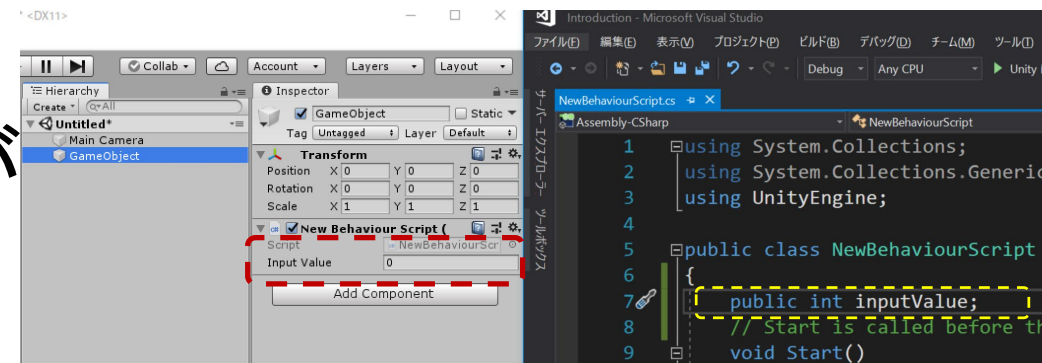 * <DX11>
Collab
Account
Layers
Layout
Hierarchy
Create
All
Untitled*
Main Camera
GameObject
Inspector
GameObject
Static
Tag Untagged Layer Default
Transform
Position X 0 Y 0 Z 0
Rotation X 0 Y 0 Z 0
Scale X 1 Y 1 Z 1
New Behaviour Script (
Script NewBehaviourScr
Input Value 0
Add Component
Introduction - Microsoft Visual Studio
ファイル(F) 編集(E) 表示(V) プロジェクト(P) ビルド(B) デバッグ(D) チーム(M) ツール(T)
Debug Any CPU Unity
サーバー エクスプローラー
ツールボックス
NewBehaviourScript.cs
Assembly-CSharp NewBehaviourScript
1 using System.Collections;
2 using System.Collections.Generic
3 using UnityEngine;
4
5 public class NewBehaviourScript
6 {
7 public int inputValue;
8 // Start is called before th
9 void Start()